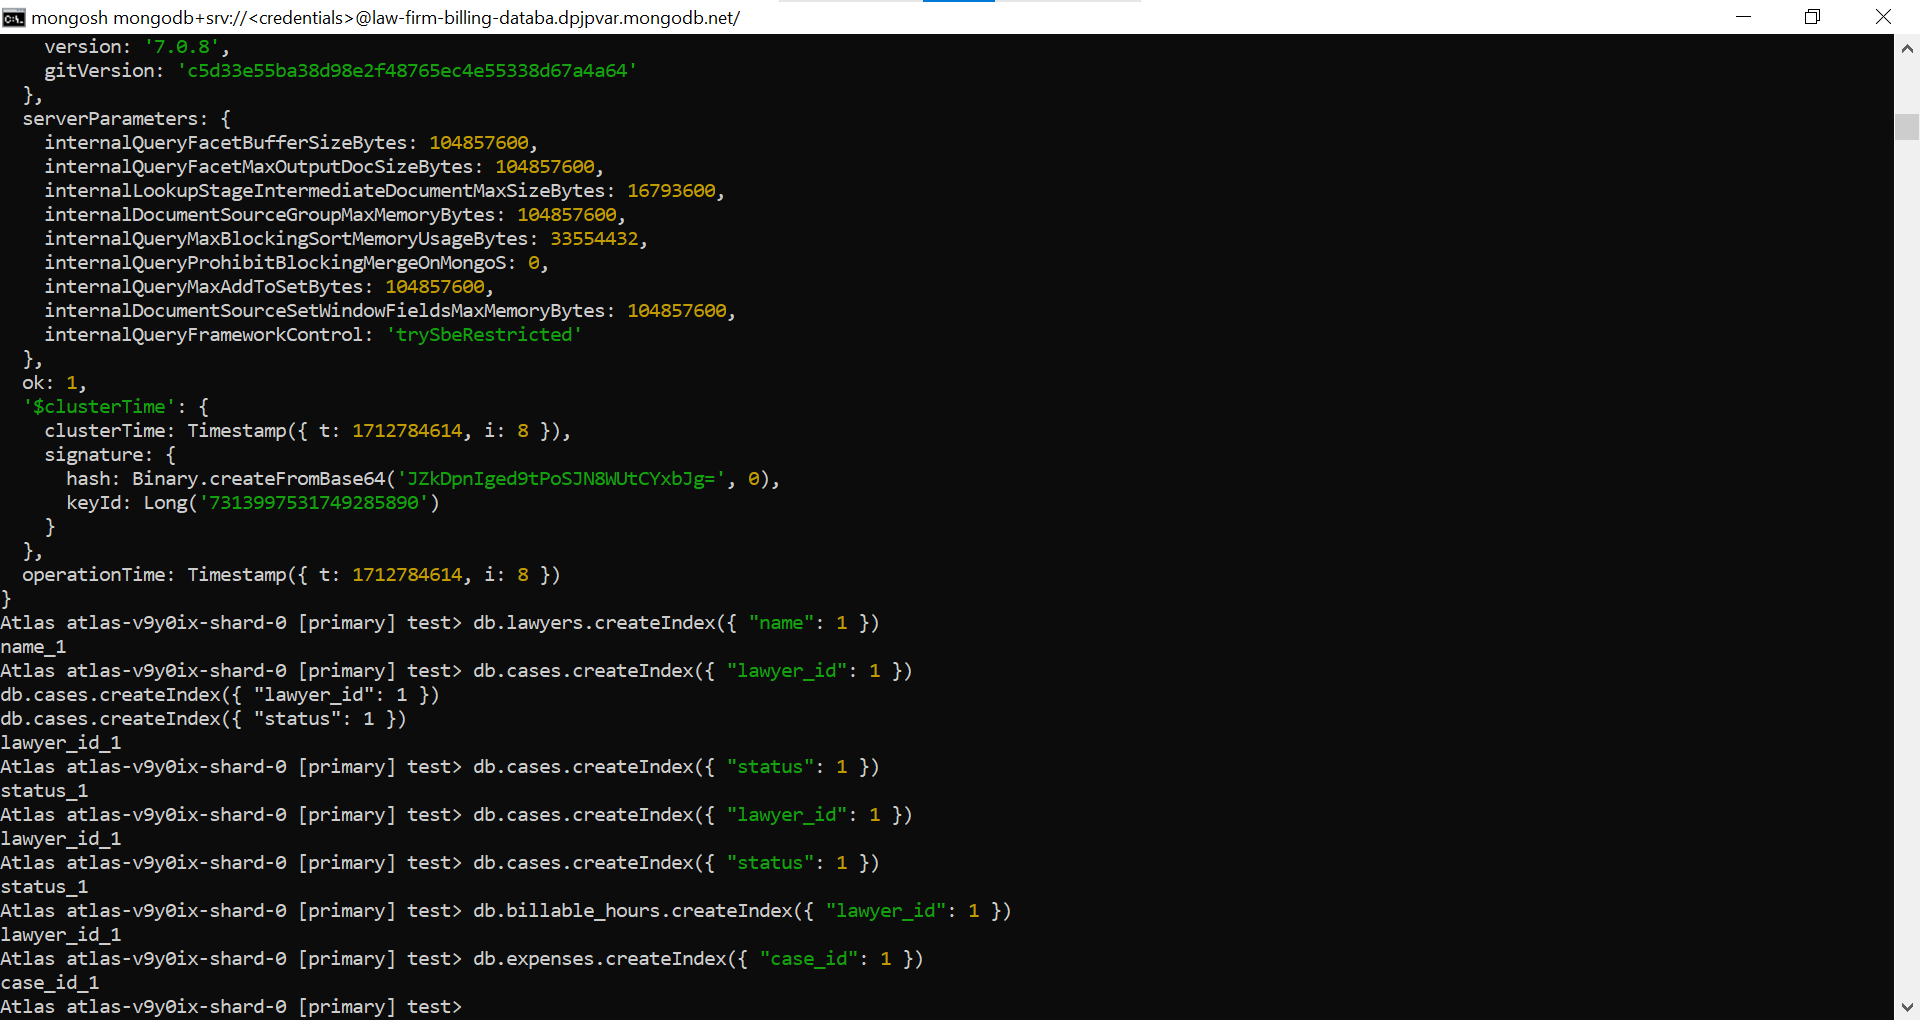 mongosh mongodb+srv://<credentials>@law-firm-billing-databa.dpjpvar.mongodb.net/
    version: '7.0.8',
    gitVersion: 'c5d33e55ba38d98e2f48765ec4e55338d67a4a64'
  },
  serverParameters: {
    internalQueryFacetBufferSizeBytes: 104857600,
    internalQueryFacetMaxOutputDocSizeBytes: 104857600,
    internalLookupStageIntermediateDocumentMaxSizeBytes: 16793600,
    internalDocumentSourceGroupMaxMemoryBytes: 104857600,
    internalQueryMaxBlockingSortMemoryUsageBytes: 33554432,
    internalQueryProhibitBlockingMergeOnMongoS: 0,
    internalQueryMaxAddToSetBytes: 104857600,
    internalDocumentSourceSetWindowFieldsMaxMemoryBytes: 104857600,
    internalQueryFrameworkControl: 'trySbeRestricted'
  },
  ok: 1,
  '$clusterTime': {
    clusterTime: Timestamp({ t: 1712784614, i: 8 }),
    signature: {
      hash: Binary.createFromBase64('JZkDpnIged9tPoSJN8WUtCYxbJg=', 0),
      keyId: Long('7313997531749285890')
    }
  },
  operationTime: Timestamp({ t: 1712784614, i: 8 })
}
Atlas atlas-v9y0ix-shard-0 [primary] test> db.lawyers.createIndex({ "name": 1 })
name_1
Atlas atlas-v9y0ix-shard-0 [primary] test> db.cases.createIndex({ "lawyer_id": 1 })
db.cases.createIndex({ "lawyer_id": 1 })
db.cases.createIndex({ "status": 1 })
lawyer_id_1
Atlas atlas-v9y0ix-shard-0 [primary] test> db.cases.createIndex({ "status": 1 })
status_1
Atlas atlas-v9y0ix-shard-0 [primary] test> db.cases.createIndex({ "lawyer_id": 1 })
lawyer_id_1
Atlas atlas-v9y0ix-shard-0 [primary] test> db.cases.createIndex({ "status": 1 })
status_1
Atlas atlas-v9y0ix-shard-0 [primary] test> db.billable_hours.createIndex({ "lawyer_id": 1 })
lawyer_id_1
Atlas atlas-v9y0ix-shard-0 [primary] test> db.expenses.createIndex({ "case_id": 1 })
case_id_1
Atlas atlas-v9y0ix-shard-0 [primary] test>